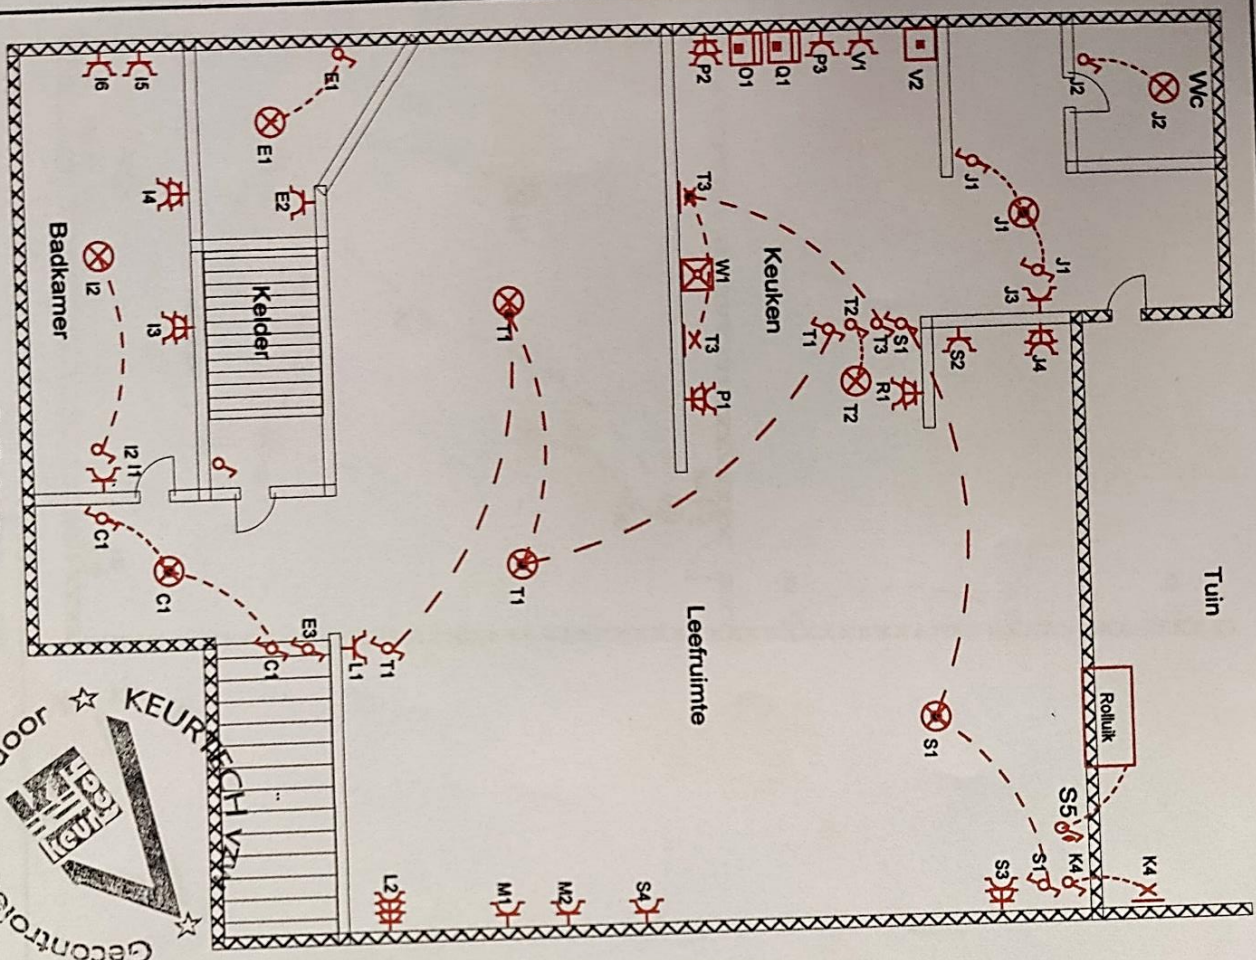 Wc
J2
J2
J1
J1
J1
J3
J4
V2
V1
P3
Q1
O1
P2
T3
W1
T3
P1
Keuken
T2
T1
T3
S1
T2
R1
S2
Tuin
Rolluik
S5
K4
K4
S1
S3
S1
Leefruimte
S4
M2
M1
L2
T1
T1
T1
L1
E3
C1
C1
C1
E1
E1
E2
Kelder
I6
I5
I4
I3
Badkamer
I2
I2
I1
KEURTECH vzw
Keur
Tech
door
Gecontrole